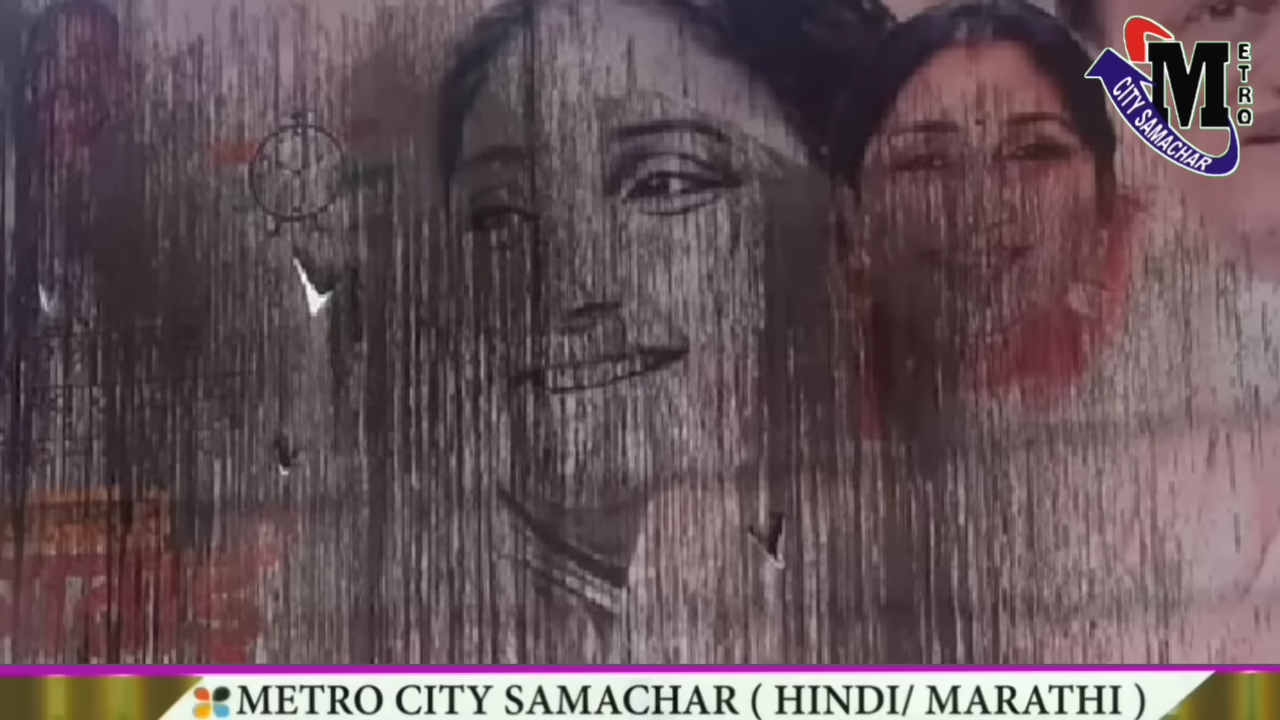 METRO
CITY SAMACHAR
METRO CITY SAMACHAR ( HINDI/ MARATHI )